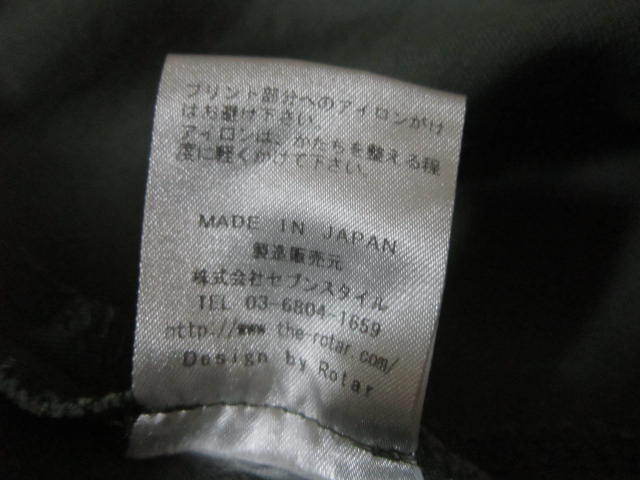 プリント部分へのアイロンがけ
はお避け下さい。
アイロンは、かたちを整える程
度に軽くかけて下さい。
MADE IN JAPAN
製造販売元
株式会社セブンスタイル
TEL 03-6804-1659
http://www.the-rotar.com/
Design by Rotar